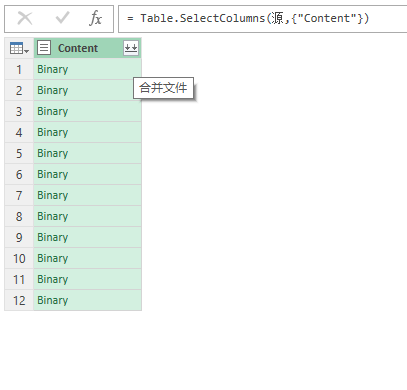 fx
= Table.SelectColumns(源,{"Content"})
Content
合并文件
1 Binary
2 Binary
3 Binary
4 Binary
5 Binary
6 Binary
7 Binary
8 Binary
9 Binary
10 Binary
11 Binary
12 Binary